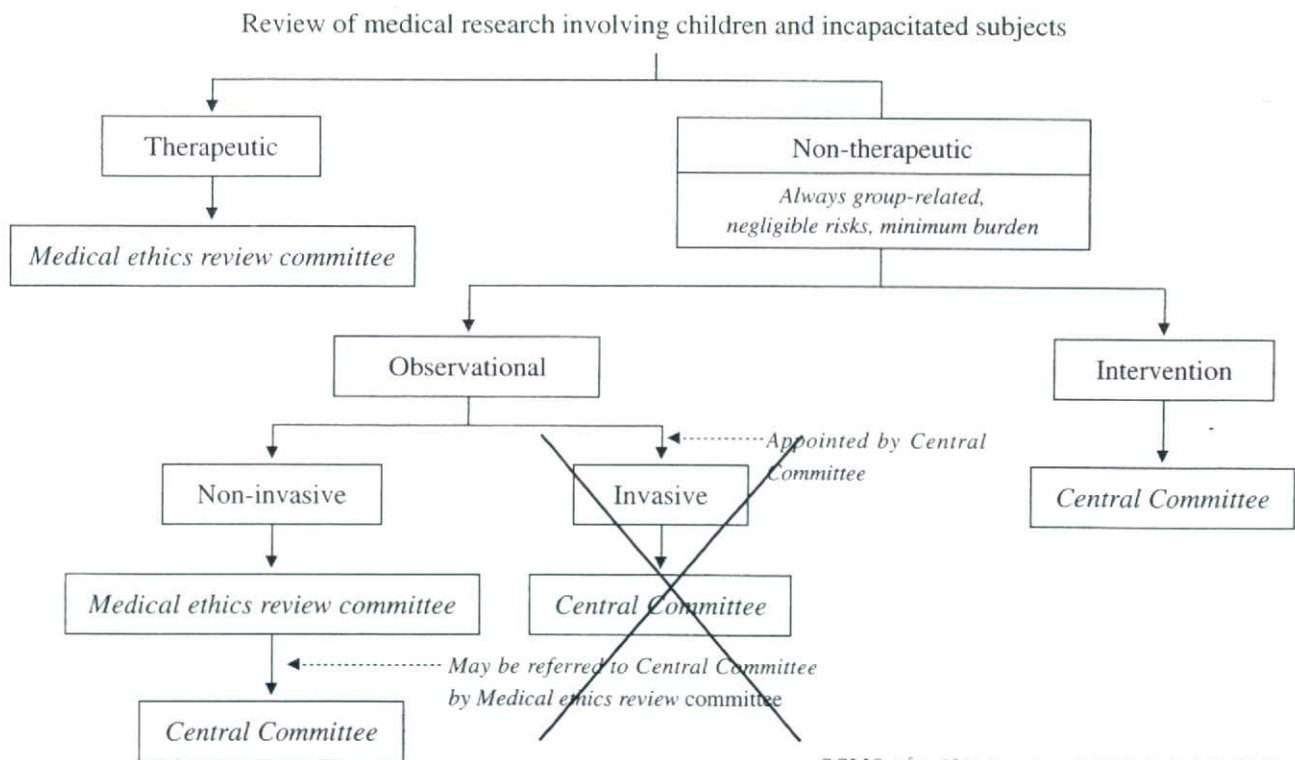 Review of medical research involving children and incapacitated subjects
Therapeutic
Non-therapeutic
Always group-related,
negligible risks, minimum burden
Medical ethics review committee
Observational
Intervention
Appointed by Central
Committee
Non-invasive
Invasive
Central Committee
Medical ethics review committee
Central Committee
May be referred to Central Committee
by Medical ethics review committee
Central Committee